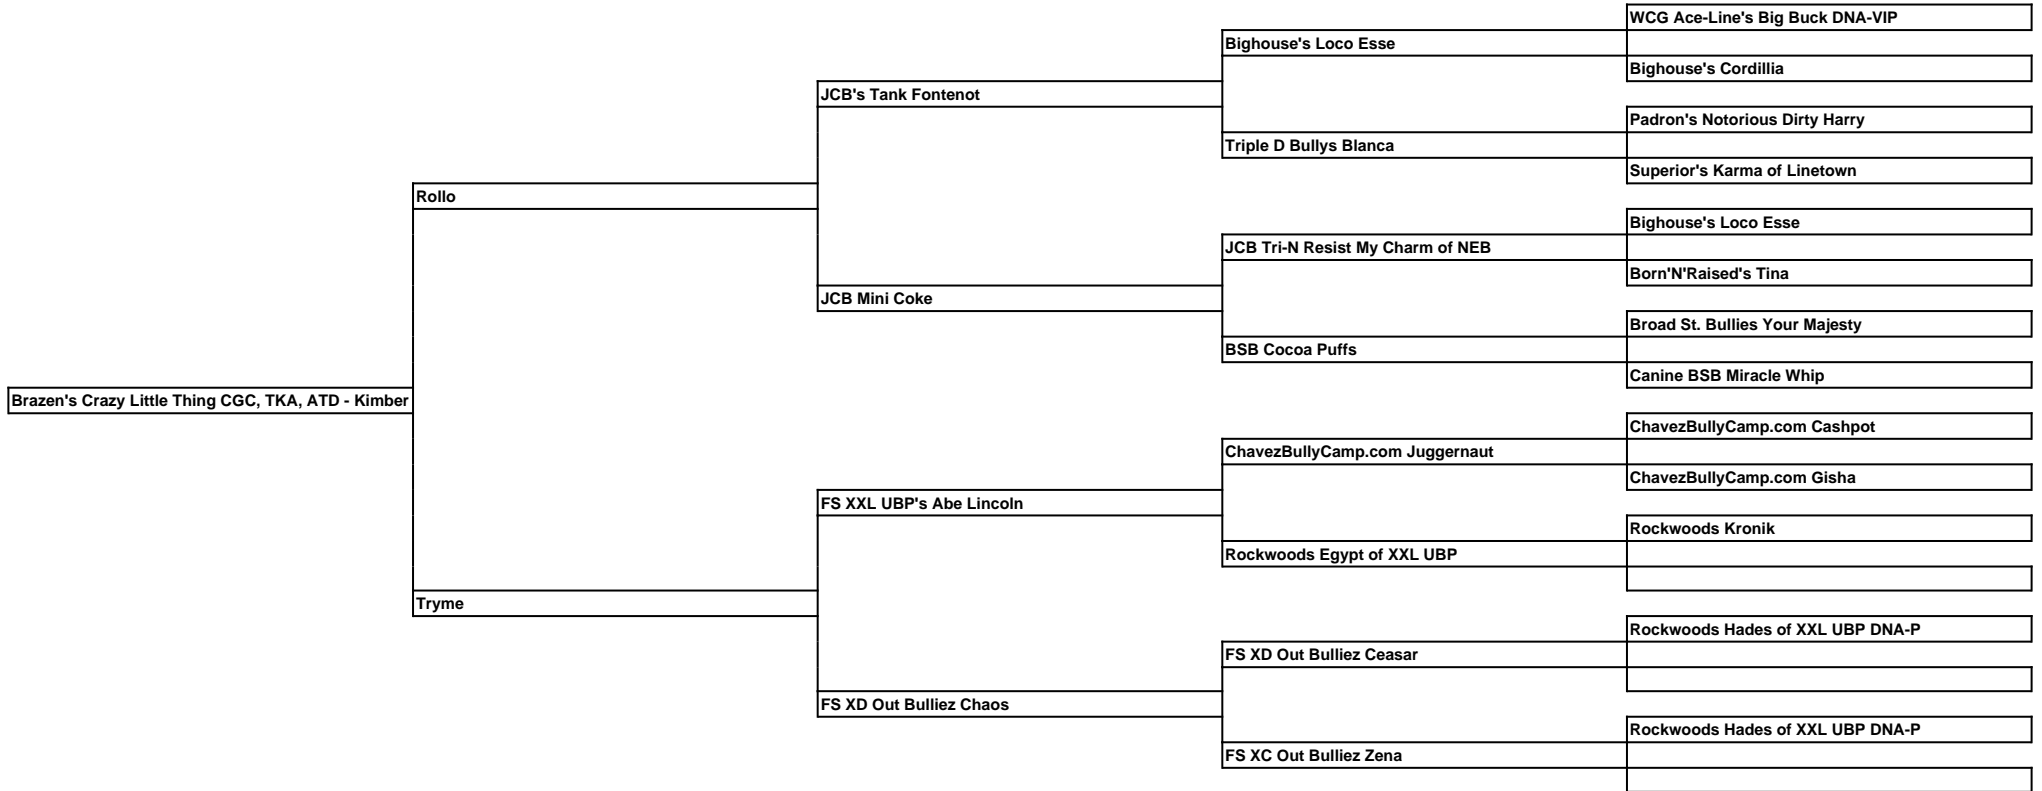 WCG Ace-Line's Big Buck DNA-VIP
Bighouse's Loco Esse
Bighouse's Cordillia
JCB's Tank Fontenot
Padron's Notorious Dirty Harry
Triple D Bullys Blanca
Superior's Karma of Linetown
Rollo
Bighouse's Loco Esse
JCB Tri-N Resist My Charm of NEB
Born'N'Raised's Tina
JCB Mini Coke
Broad St. Bullies Your Majesty
BSB Cocoa Puffs
Canine BSB Miracle Whip
Brazen's Crazy Little Thing CGC, TKA, ATD - Kimber
ChavezBullyCamp.com Cashpot
ChavezBullyCamp.com Juggernaut
ChavezBullyCamp.com Gisha
FS XXL UBP's Abe Lincoln
Rockwoods Kronik
Rockwoods Egypt of XXL UBP
Tryme
Rockwoods Hades of XXL UBP DNA-P
FS XD Out Bulliez Ceasar
FS XD Out Bulliez Chaos
Rockwoods Hades of XXL UBP DNA-P
FS XC Out Bulliez Zena